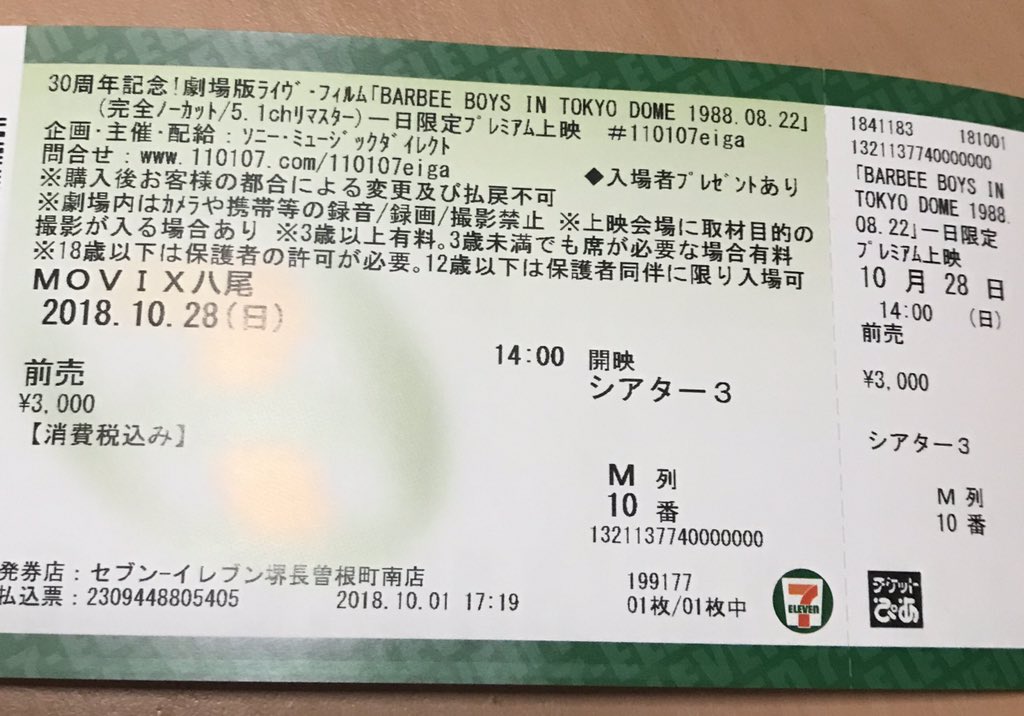 30周年記念!劇場版ﾗｲｳﾞ･ﾌｨﾙﾑ｢BARBEE BOYS IN TOKYO DOME 1988.08.22｣
(完全ﾉｰｶｯﾄ/5.1chﾘﾏｽﾀｰ)一日限定ﾌﾟﾚﾐｱﾑ上映 #110107eiga
企画･主催･配給：ｿﾆｰ･ﾐｭｰｼﾞｯｸﾀﾞｲﾚｸﾄ
問合せ：www.110107.com/110107eiga
◆入場者ﾌﾟﾚｾﾞﾝﾄあり
※購入後お客様の都合による変更及び払戻不可
※劇場内はｶﾒﾗや携帯等の録音/録画/撮影禁止 ※上映会場に取材目的の
撮影が入る場合あり ※3歳以上有料｡3歳未満でも席が必要な場合有料
※18歳以下は保護者の許可が必要｡12歳以下は保護者同伴に限り入場可
ＭＯＶＩＸ八尾
2018.10.28(日)
14:00 開映
前売
シアター３
¥3,000
【消費税込み】
M 列
10 番
1321137740000000
発券店：セブン-イレブン堺長曽根町南店
払込票：2309448805405
2018.10.01 17:19
199177
01枚/01枚中
7
ELEVEN
1841183 181001
1321137740000000
｢BARBEE BOYS IN
TOKYO DOME 1988.
08.22｣一日限定
ﾌﾟﾚﾐｱﾑ上映
10 月 28 日
14:00 (日)
前売
¥3,000
シアター３
M 列
10 番
チケット
ぴあ